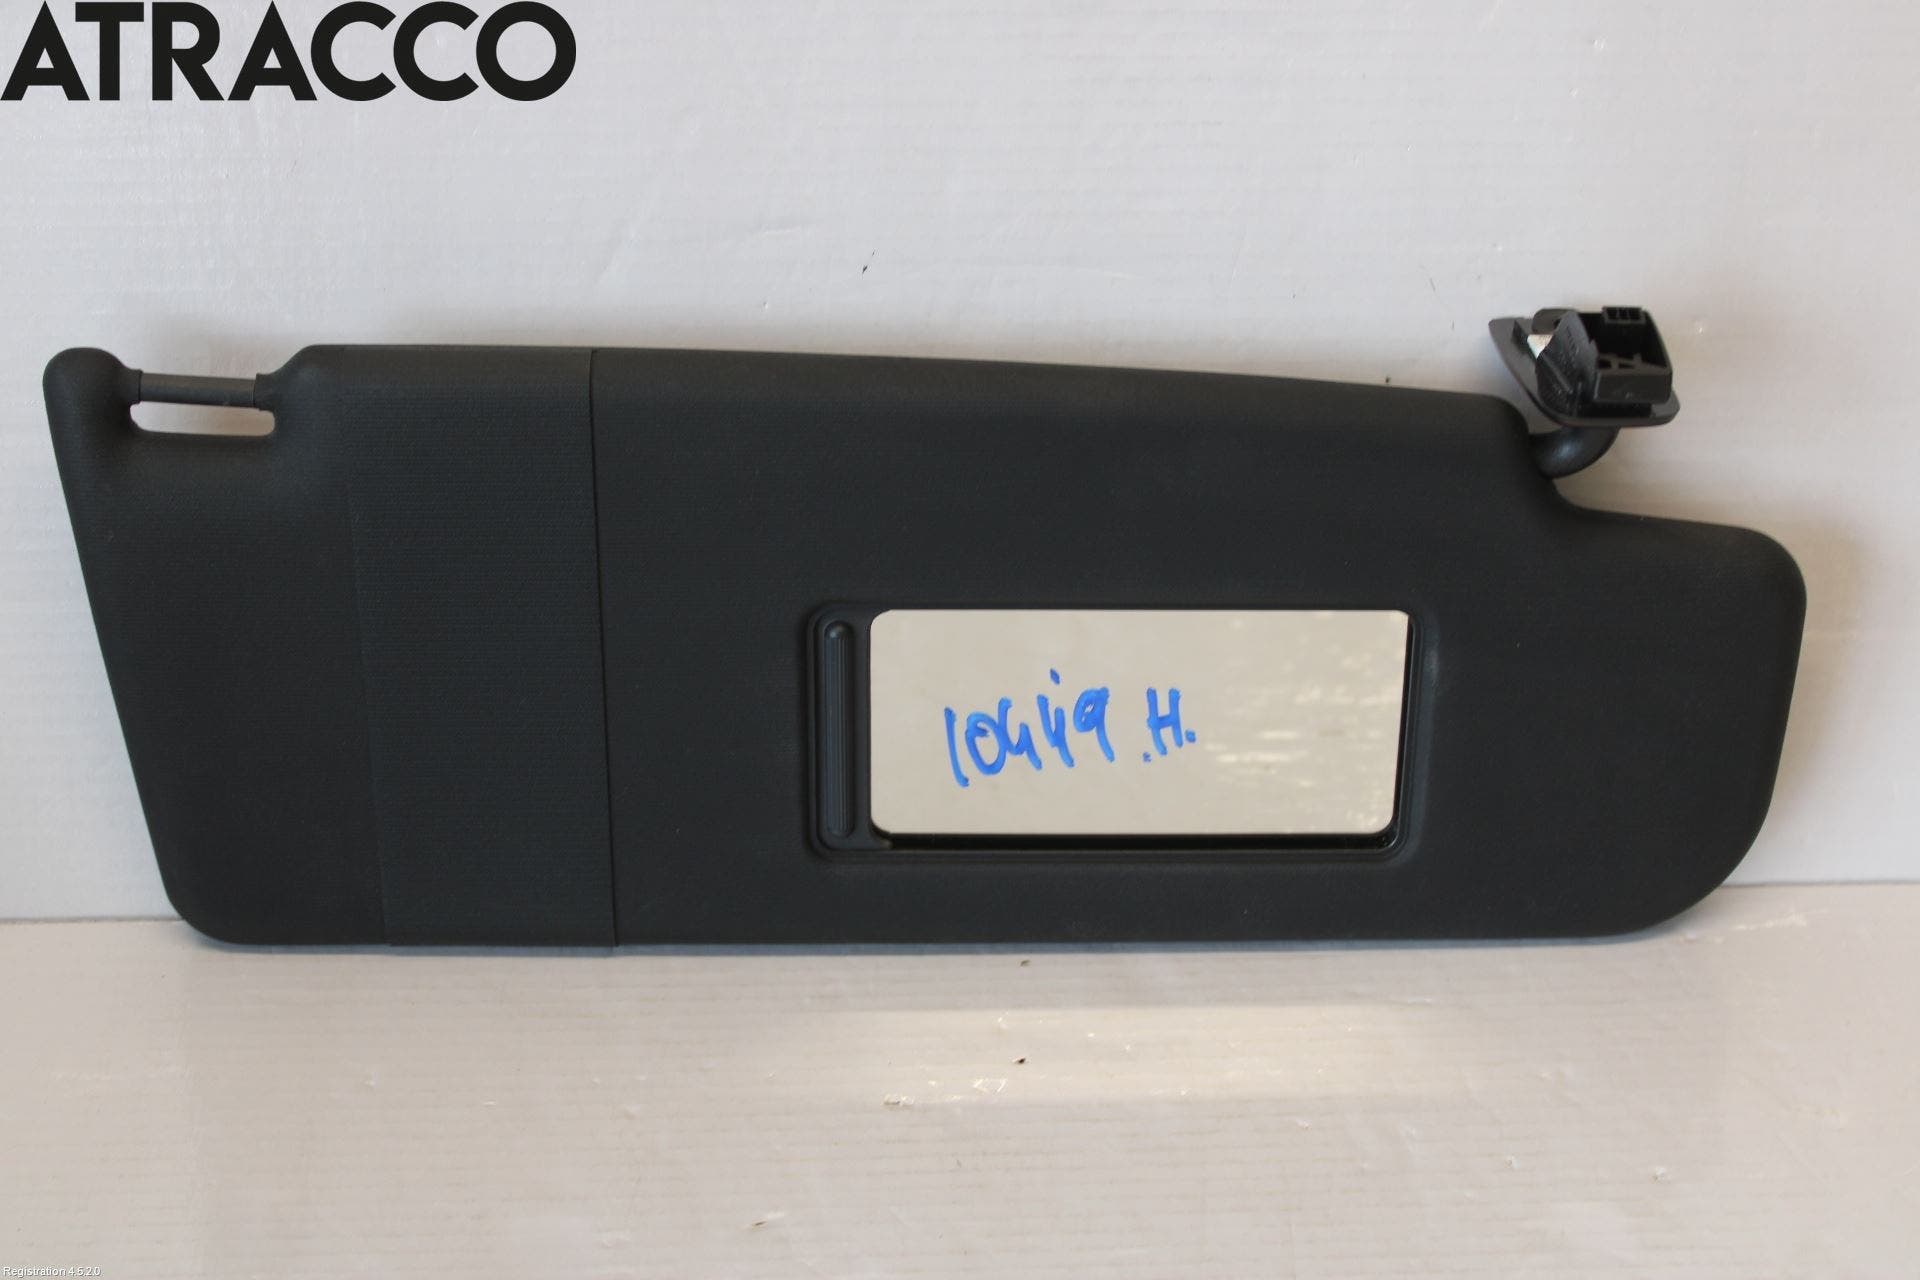 ATRACCO
10449.H.
Registration 4.5.2.0